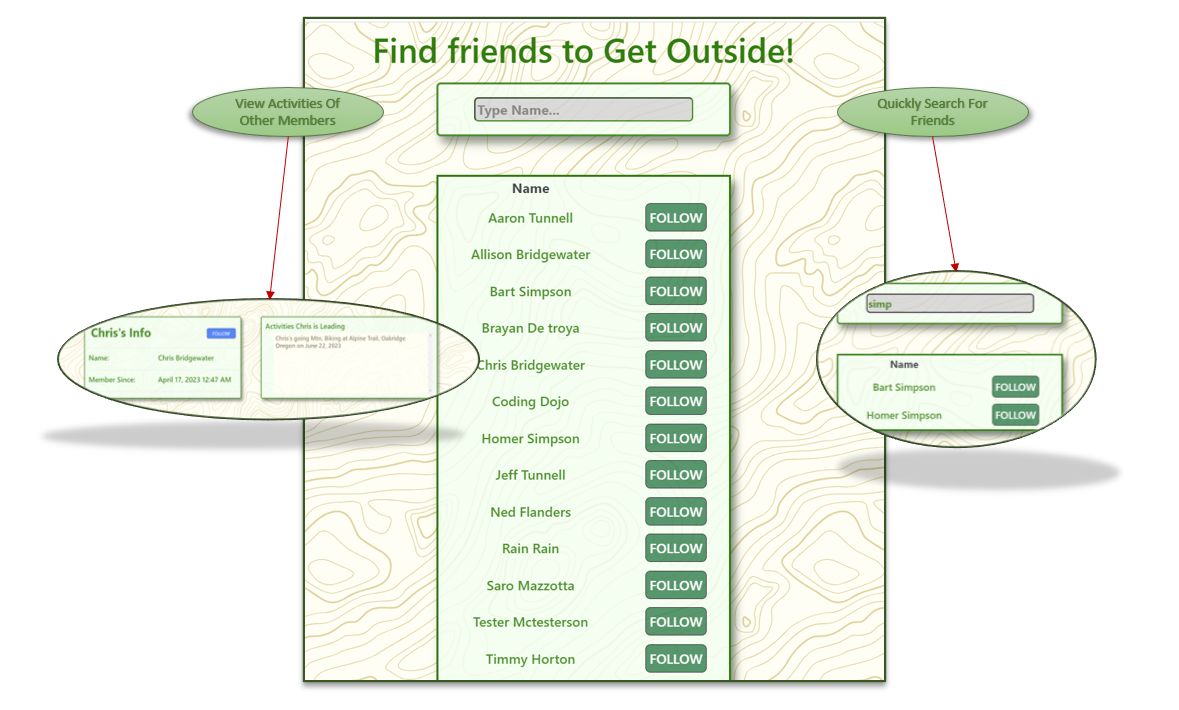 Find friends to Get Outside!
View Activities Of
Other Members
Type Name...
Quickly Search For
Friends
Name
Aaron Tunnell FOLLOW
Allison Bridgewater FOLLOW
Bart Simpson FOLLOW
Brayan De troya FOLLOW
Chris Bridgewater FOLLOW
Coding Dojo FOLLOW
Homer Simpson FOLLOW
Jeff Tunnell FOLLOW
Ned Flanders FOLLOW
Rain Rain FOLLOW
Saro Mazzotta FOLLOW
Tester Mctesterson FOLLOW
Timmy Horton FOLLOW
Chris's Info FOLLOW
Name: Chris Bridgewater
Member Since: April 17, 2023 12:47 AM
Activities Chris is Leading
Chris's going Mtn. Biking at Alpine Trail, Oakridge
Oregon on June 22, 2023
simp
Name
Bart Simpson FOLLOW
Homer Simpson FOLLOW